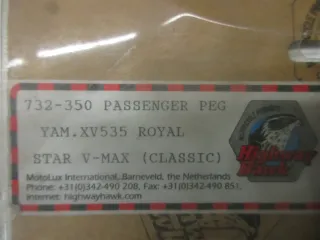 732-350 PASSENGER PEG
YAM.XV535 ROYAL
STAR V-MAX (CLASSIC)
Highway
Hawk
MotoLux International, Barneveld, the Netherlands
Phone: +31(0)342-490 208, Fax: +31(0)342-490 851,
Internet: highwayhawk.com